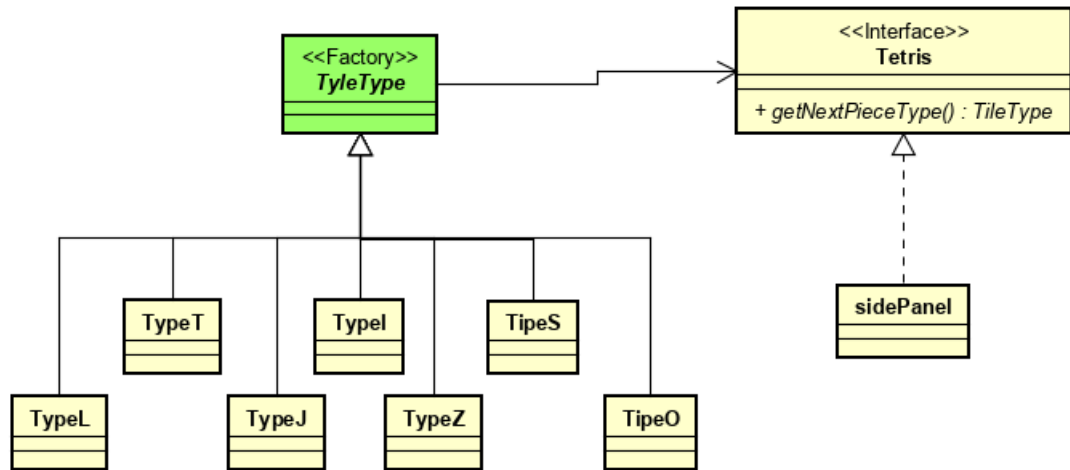 <<Factory>>
TyleType
<<Interface>>
Tetris
+ getNextPieceType() : TileType
sidePanel
TypeT
TypeI
TipeS
TypeL
TypeJ
TypeZ
TipeO